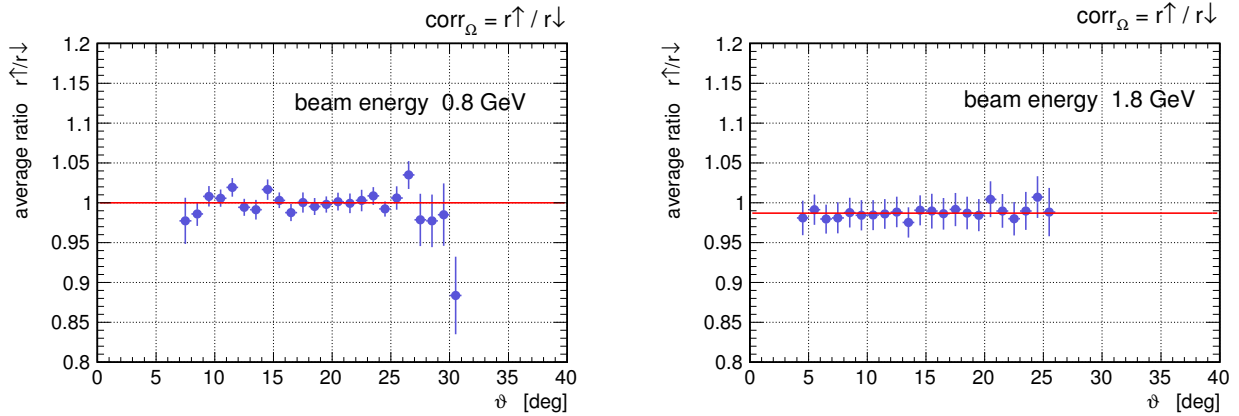 corr_Ω = r↑ / r↓
average ratio r↑/r↓
1.2
1.15
1.1
1.05
1
0.95
0.9
0.85
0.8
beam energy 0.8 GeV
0 5 10 15 20 25 30 35 40
ϑ [deg]
corr_Ω = r↑ / r↓
average ratio r↑/r↓
1.2
1.15
1.1
1.05
1
0.95
0.9
0.85
0.8
beam energy 1.8 GeV
0 5 10 15 20 25 30 35 40
ϑ [deg]